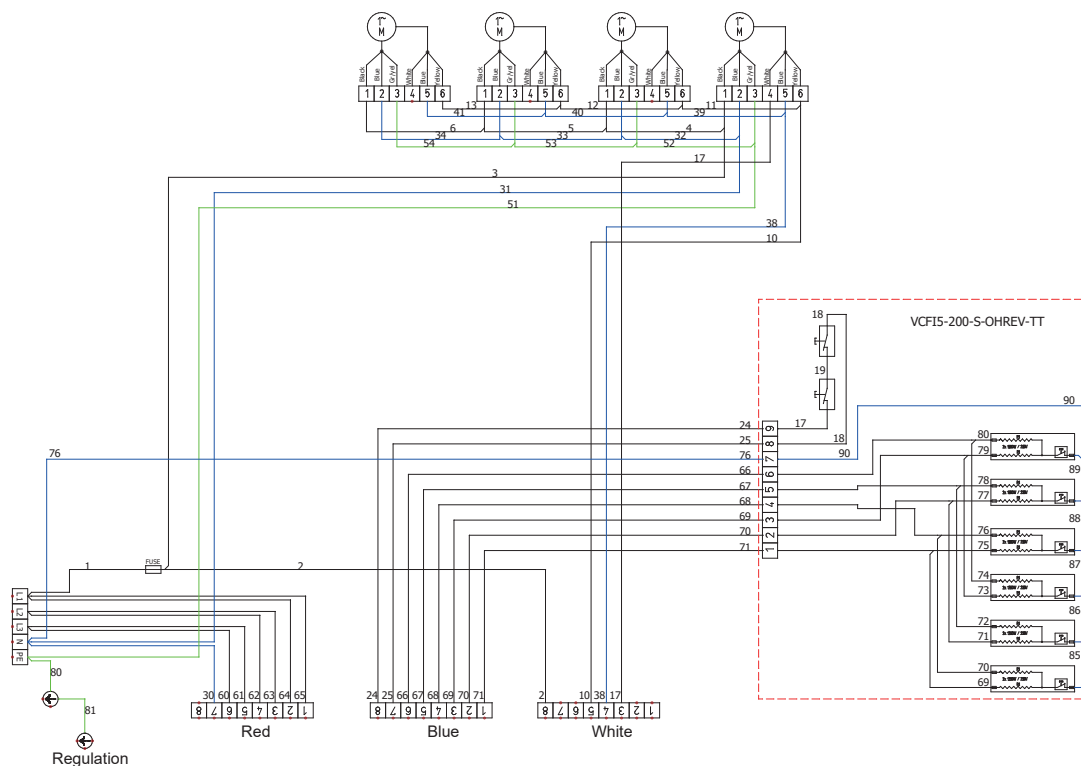 1~ 1~ 1~ 1~
M M M M
Black Blue Gr/yel White Blue Yellow Black Blue Gr/yel White Blue Yellow Black Blue Gr/yel White Blue Yellow Black Blue Gr/yel White Blue Yellow
1 2 3 4 5 6 1 2 3 4 5 6 1 2 3 4 5 6 1 2 3 4 5 6
13 12 11
41 40 39
6 5 4
34 33 32
54 53 52
17
3
31
51
38
10
18 VCFI5-200-S-OHREV-TT
19
90
24 9 17
25 8 18
76 76 7 90
66 6
67 5
68 4
69 3
70 2
71 1
80
79
89
78
77
88
76
75
87
74
73
86
72
71
85
70
69
1 FUSE 2
L1
L2
L3
N
PE
80
81
30 60 61 62 63 64 65 24 25 66 67 68 69 70 71 2 10 38 17
8 7 6 5 4 3 2 1 8 7 6 5 4 3 2 1 8 7 6 5 4 3 2 1
Red Blue White
Regulation